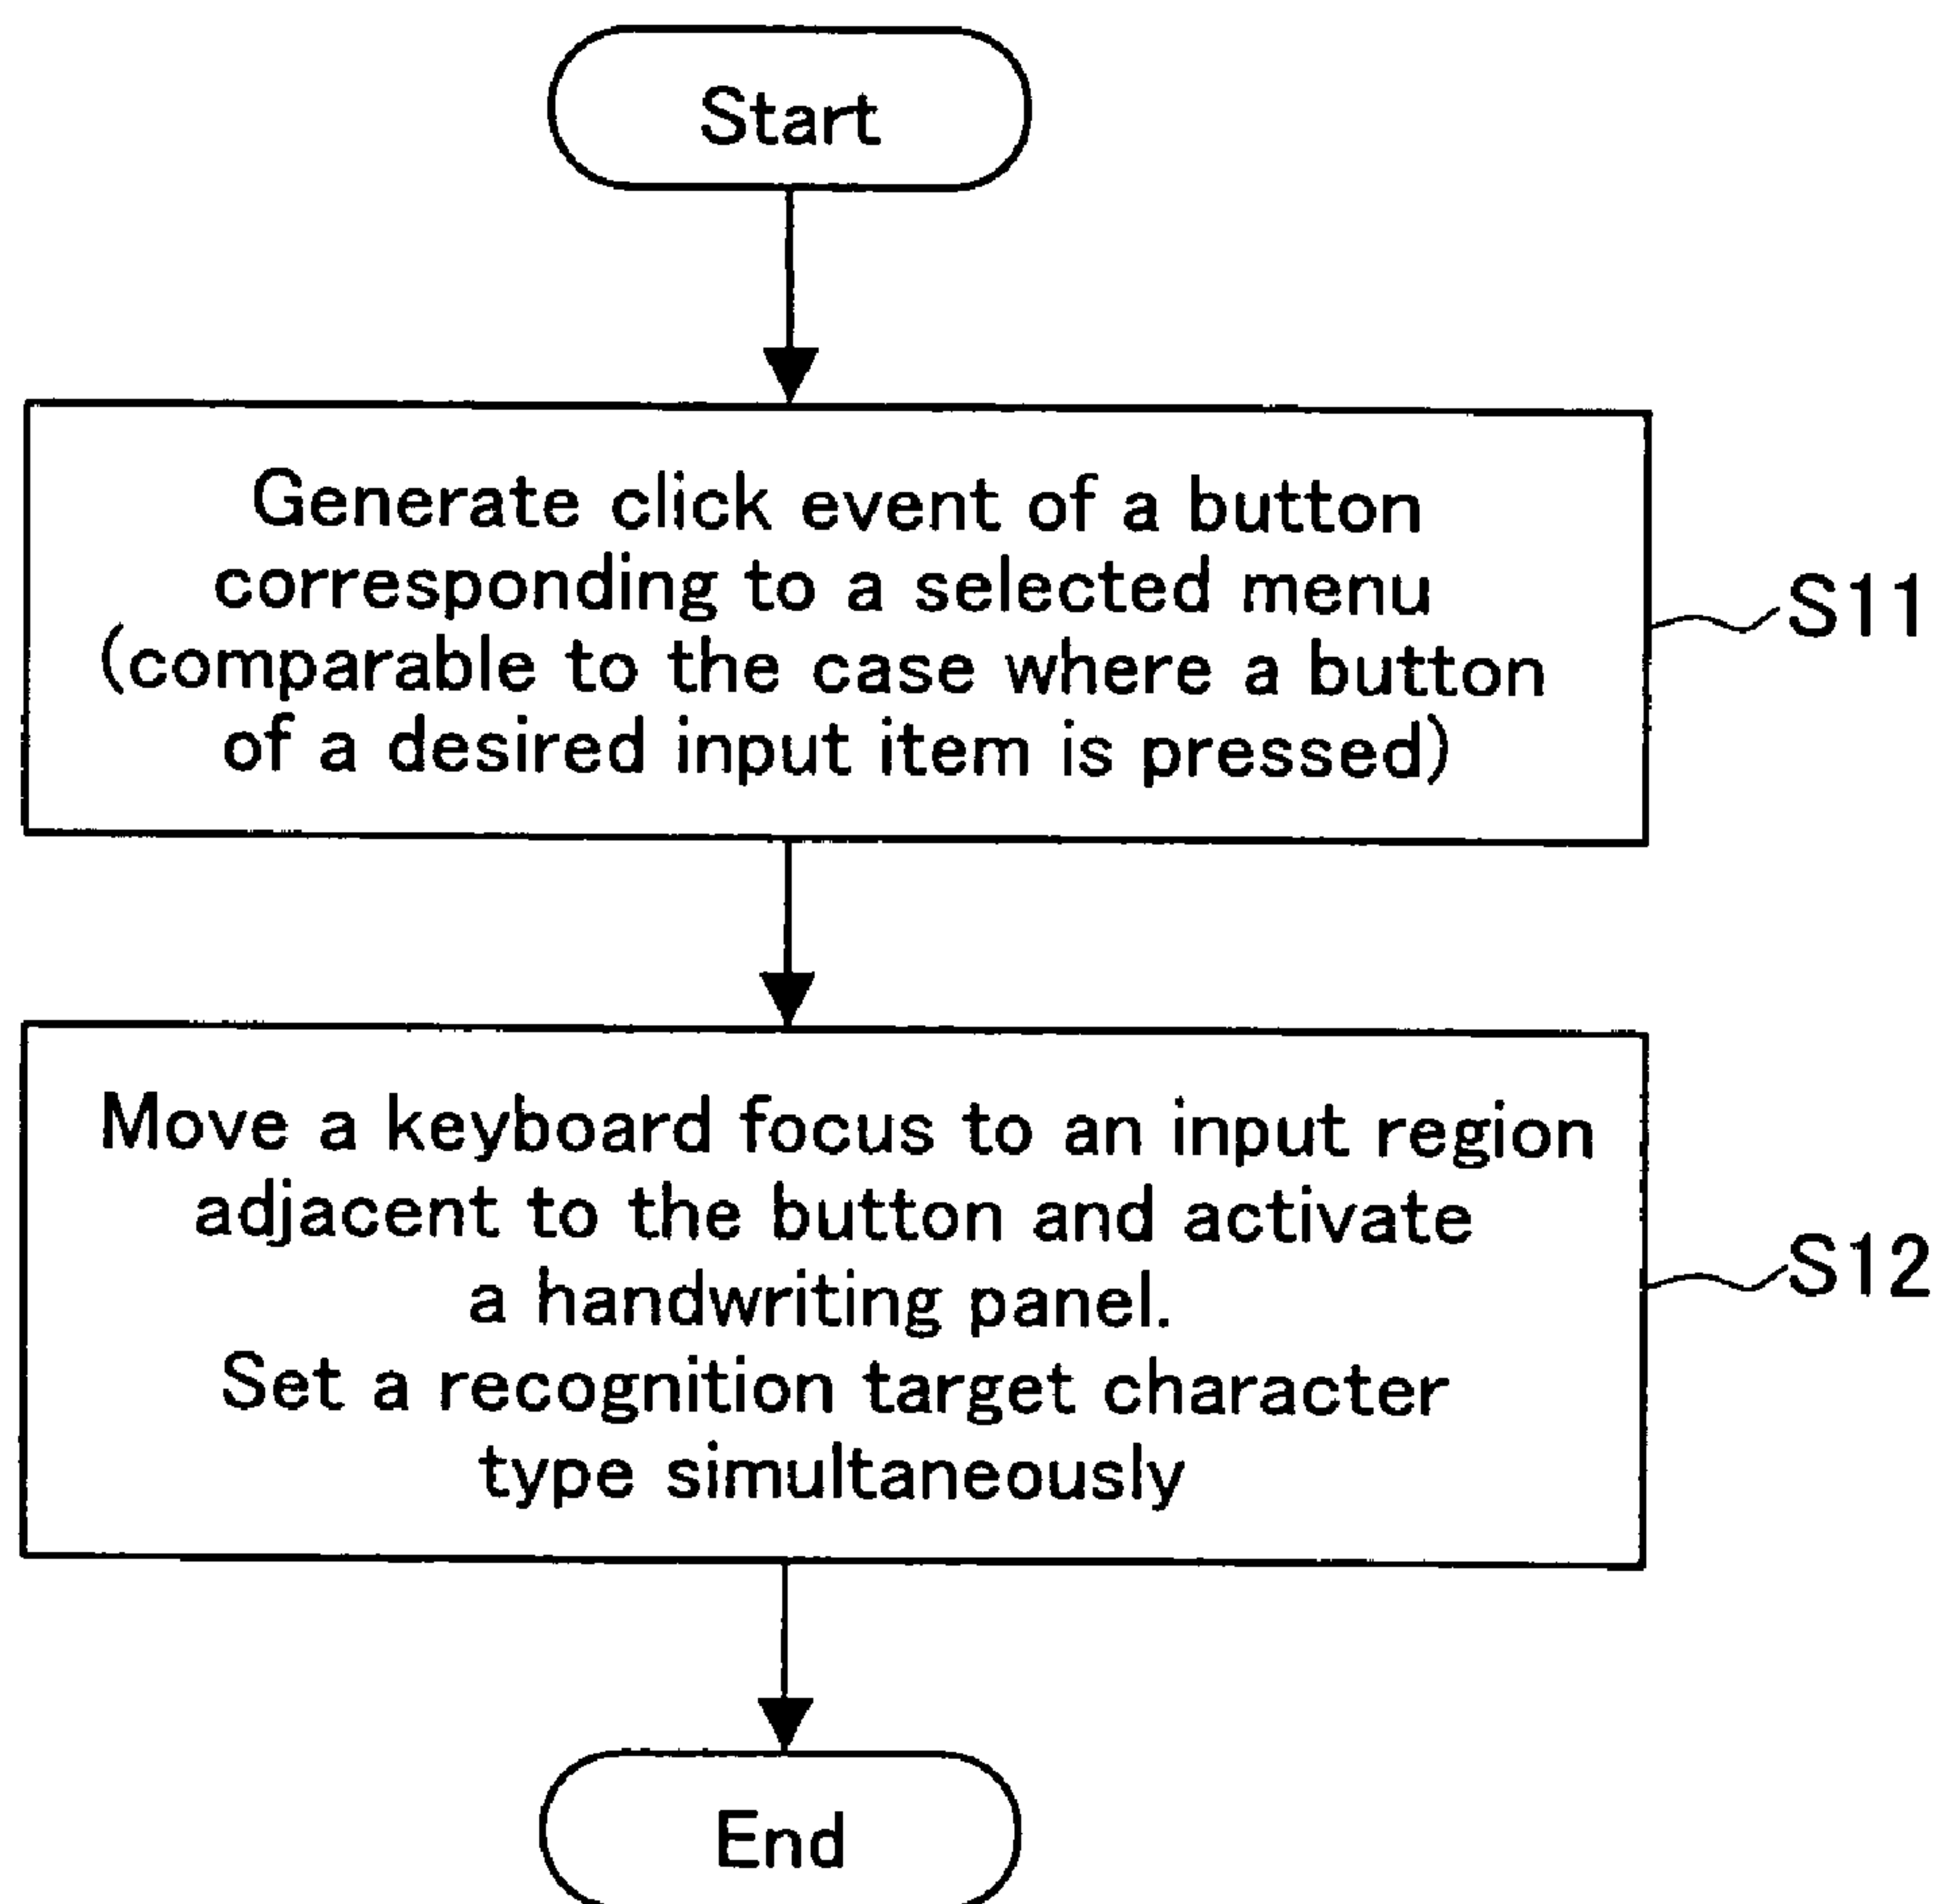 Start
Generate click event of a button
corresponding to a selected menu
(comparable to the case where a button
of a desired input item is pressed)
S11
Move a keyboard focus to an input region
adjacent to the button and activate
a handwriting panel.
Set a recognition target character
type simultaneously
S12
End